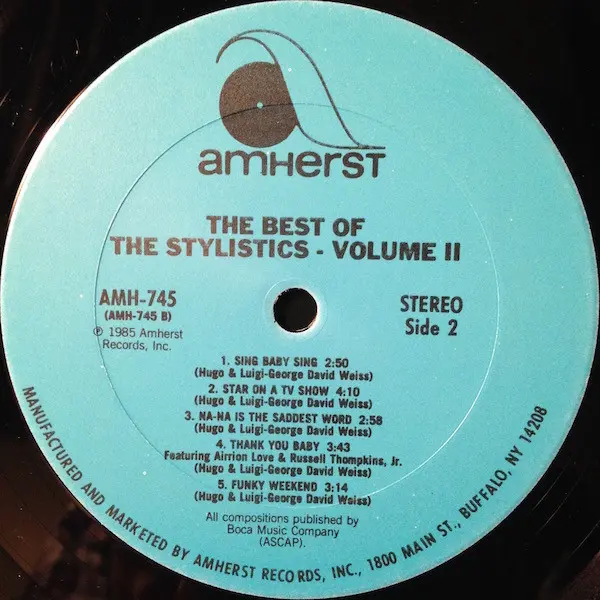 amHerST
THE BEST OF
THE STYLISTICS - VOLUME II
AMH-745
(AMH-745 B)
℗ 1985 Amherst
Records, Inc.
STEREO
Side 2
1. SING BABY SING 2:50
(Hugo & Luigi-George David Weiss)
2. STAR ON A TV SHOW 4:10
(Hugo & Luigi-George David Weiss)
3. NA-NA IS THE SADDEST WORD 2:58
(Hugo & Luigi-George David Weiss)
4. THANK YOU BABY 3:43
Featuring Airrion Love & Russell Thompkins, Jr.
(Hugo & Luigi-George David Weiss)
5. FUNKY WEEKEND 3:14
(Hugo & Luigi-George David Weiss)
All compositions published by
Boca Music Company
(ASCAP).
MANUFACTURED AND MARKETED BY AMHERST RECORDS, INC., 1800 MAIN ST., BUFFALO, NY 14208